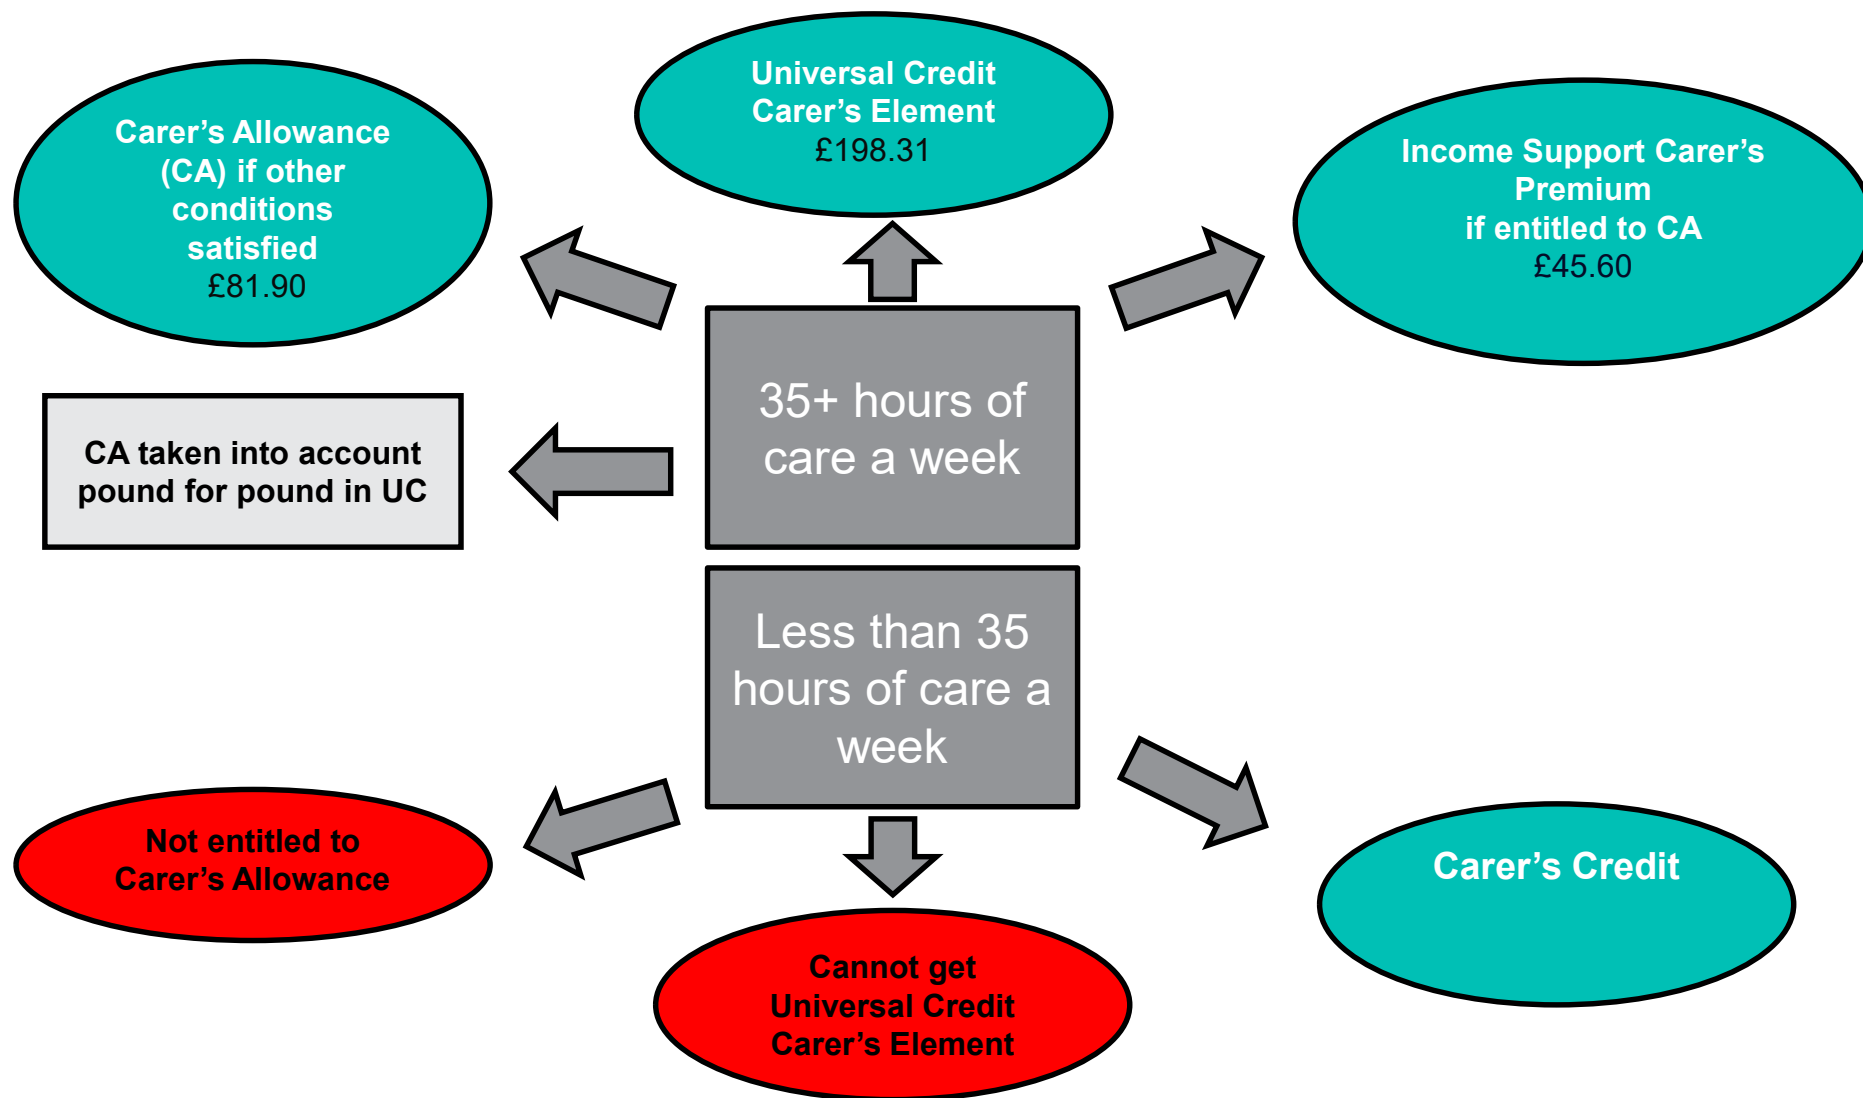 Carer’s Allowance
(CA) if other
conditions
satisfied
£81.90
Universal Credit
Carer’s Element
£198.31
Income Support Carer’s
Premium
if entitled to CA
£45.60
CA taken into account
pound for pound in UC
35+ hours of
care a week
Less than 35
hours of care a
week
Not entitled to
Carer’s Allowance
Cannot get
Universal Credit
Carer’s Element
Carer’s Credit